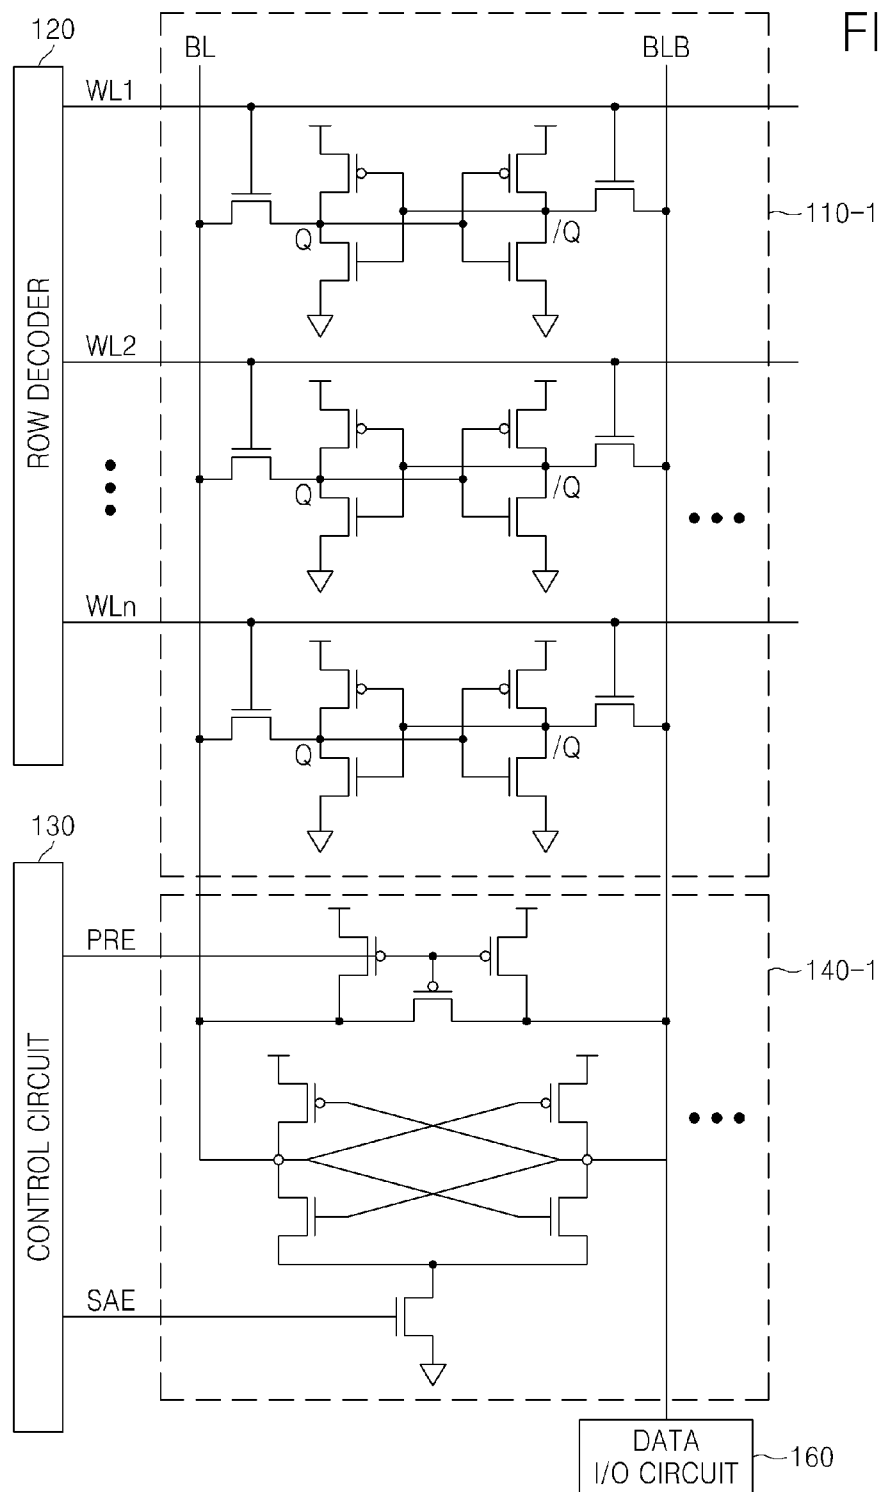 FI
120
BL
BLB
WL1
110-1
Q
/Q
ROW DECODER
WL2
Q
/Q
WLn
Q
/Q
130
PRE
140-1
CONTROL CIRCUIT
SAE
DATA
I/O CIRCUIT
160